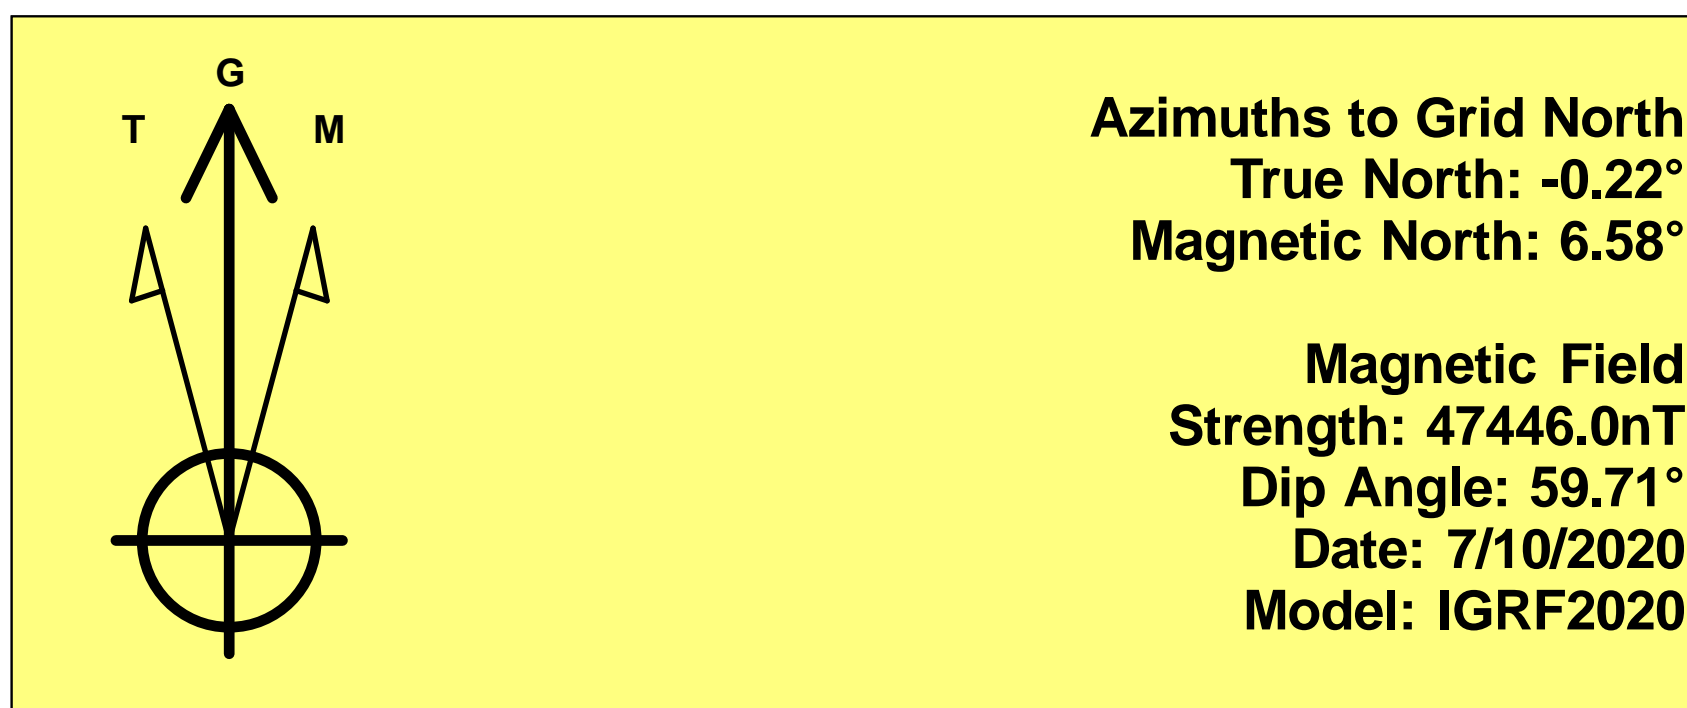 G
T M
Azimuths to Grid North
True North: -0.22°
Magnetic North: 6.58°
Magnetic Field
Strength: 47446.0nT
Dip Angle: 59.71°
Date: 7/10/2020
Model: IGRF2020